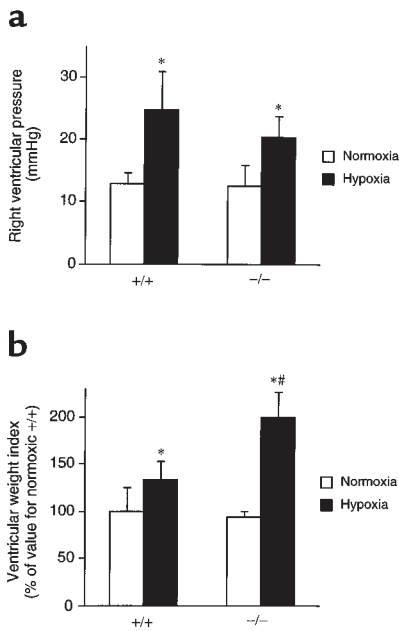 a
Right ventricular pressure
(mmHg)
30
20
10
0
*
*
Normoxia
Hypoxia
+/+
−/−
b
Ventricular weight index
(% of value for normoxic +/+)
200
150
100
50
0
*
*#
Normoxia
Hypoxia
+/+
−/−